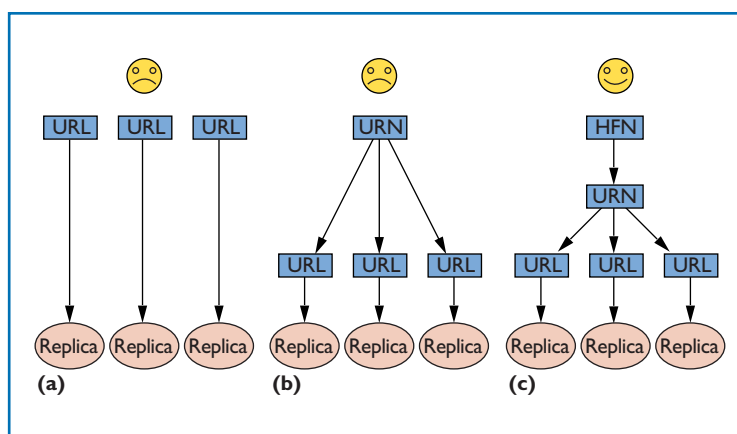 URL URL URL
Replica Replica Replica
(a)
URN
URL URL URL
Replica Replica Replica
(b)
HFN
URN
URL URL URL
Replica Replica Replica
(c)